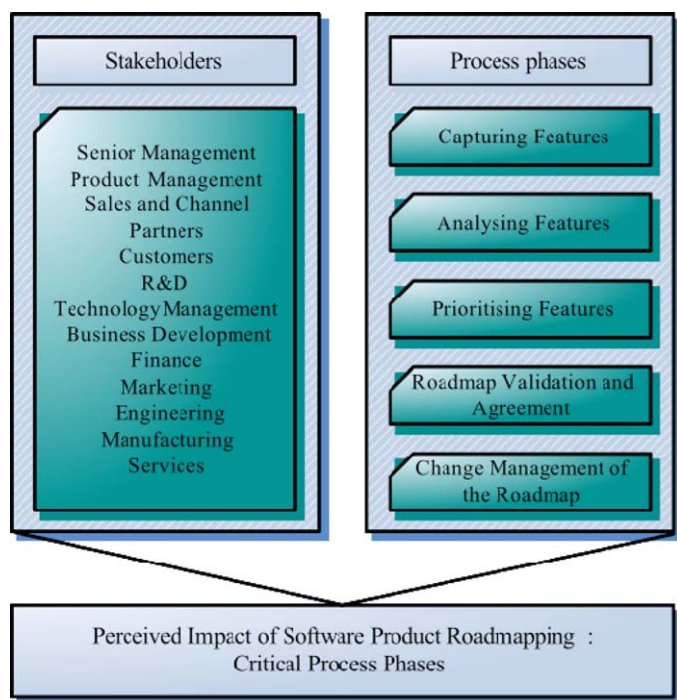 Stakeholders
Senior Management
Product Management
Sales and Channel
Partners
Customers
R&D
Technology Management
Business Development
Finance
Marketing
Engineering
Manufacturing
Services
Process phases
Capturing Features
Analysing Features
Prioritising Features
Roadmap Validation and
Agreement
Change Management of
the Roadmap
Perceived Impact of Software Product Roadmapping :
Critical Process Phases